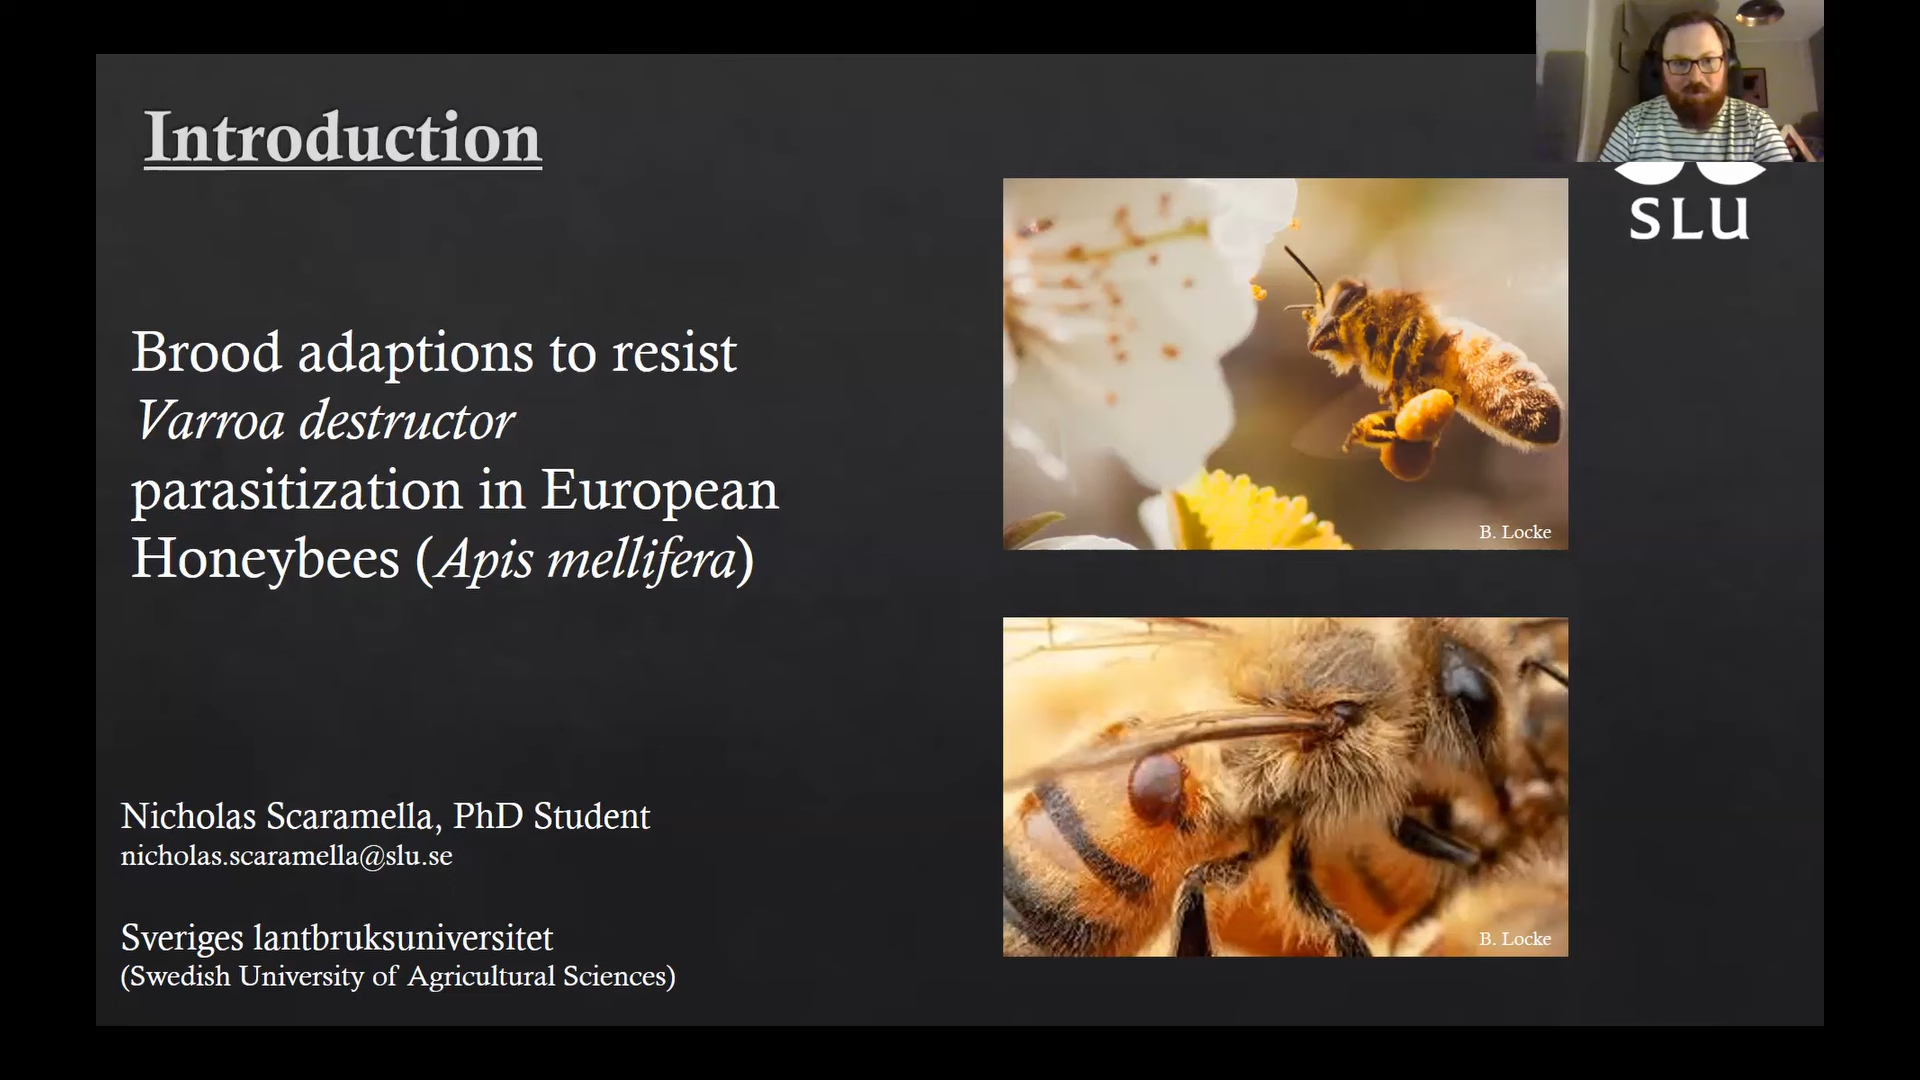 Introduction
SLU
Brood adaptions to resist
Varroa destructor
parasitization in European
Honeybees (Apis mellifera)
B. Locke
B. Locke
Nicholas Scaramella, PhD Student
nicholas.scaramella@slu.se
Sveriges lantbruksuniversitet
(Swedish University of Agricultural Sciences)